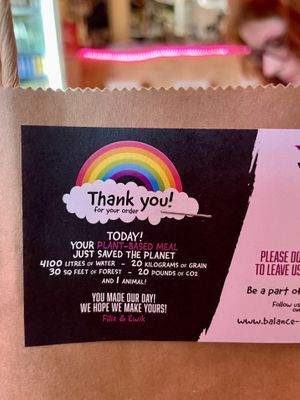 Thank you!
for your order
TODAY!
YOUR PLANT-BASED MEAL
JUST SAVED THE PLANET
4100 LITRES OF WATER - 20 KILOGRAMS OF GRAIN
30 SQ FEET OF FOREST - 20 POUNDS OF CO2
AND 1 ANIMAL!
YOU MADE OUR DAY!
WE HOPE WE MAKE YOURS!
Filiz & Ewik
PLEASE DO
TO LEAVE US
Be a part of
Follow us
www.balance-